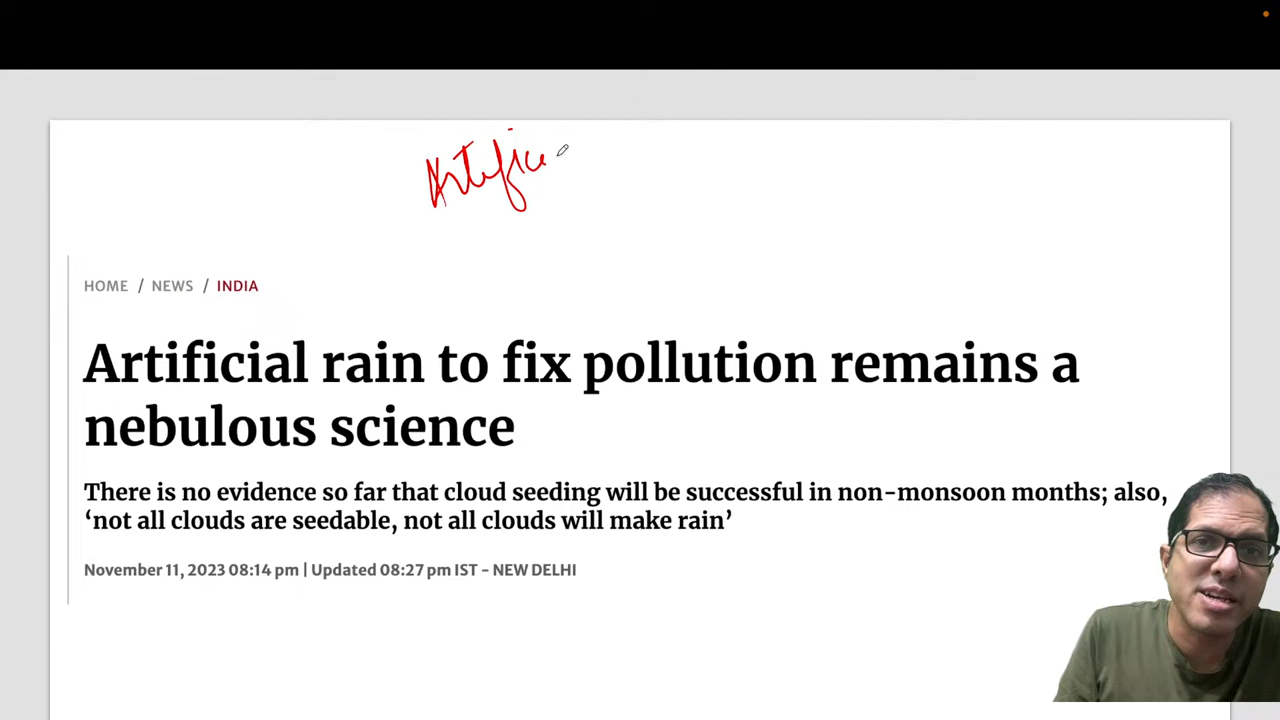 Artific
HOME / NEWS / INDIA
Artificial rain to fix pollution remains a
nebulous science
There is no evidence so far that cloud seeding will be successful in non-monsoon months; also,
‘not all clouds are seedable, not all clouds will make rain’
November 11, 2023 08:14 pm | Updated 08:27 pm IST - NEW DELHI